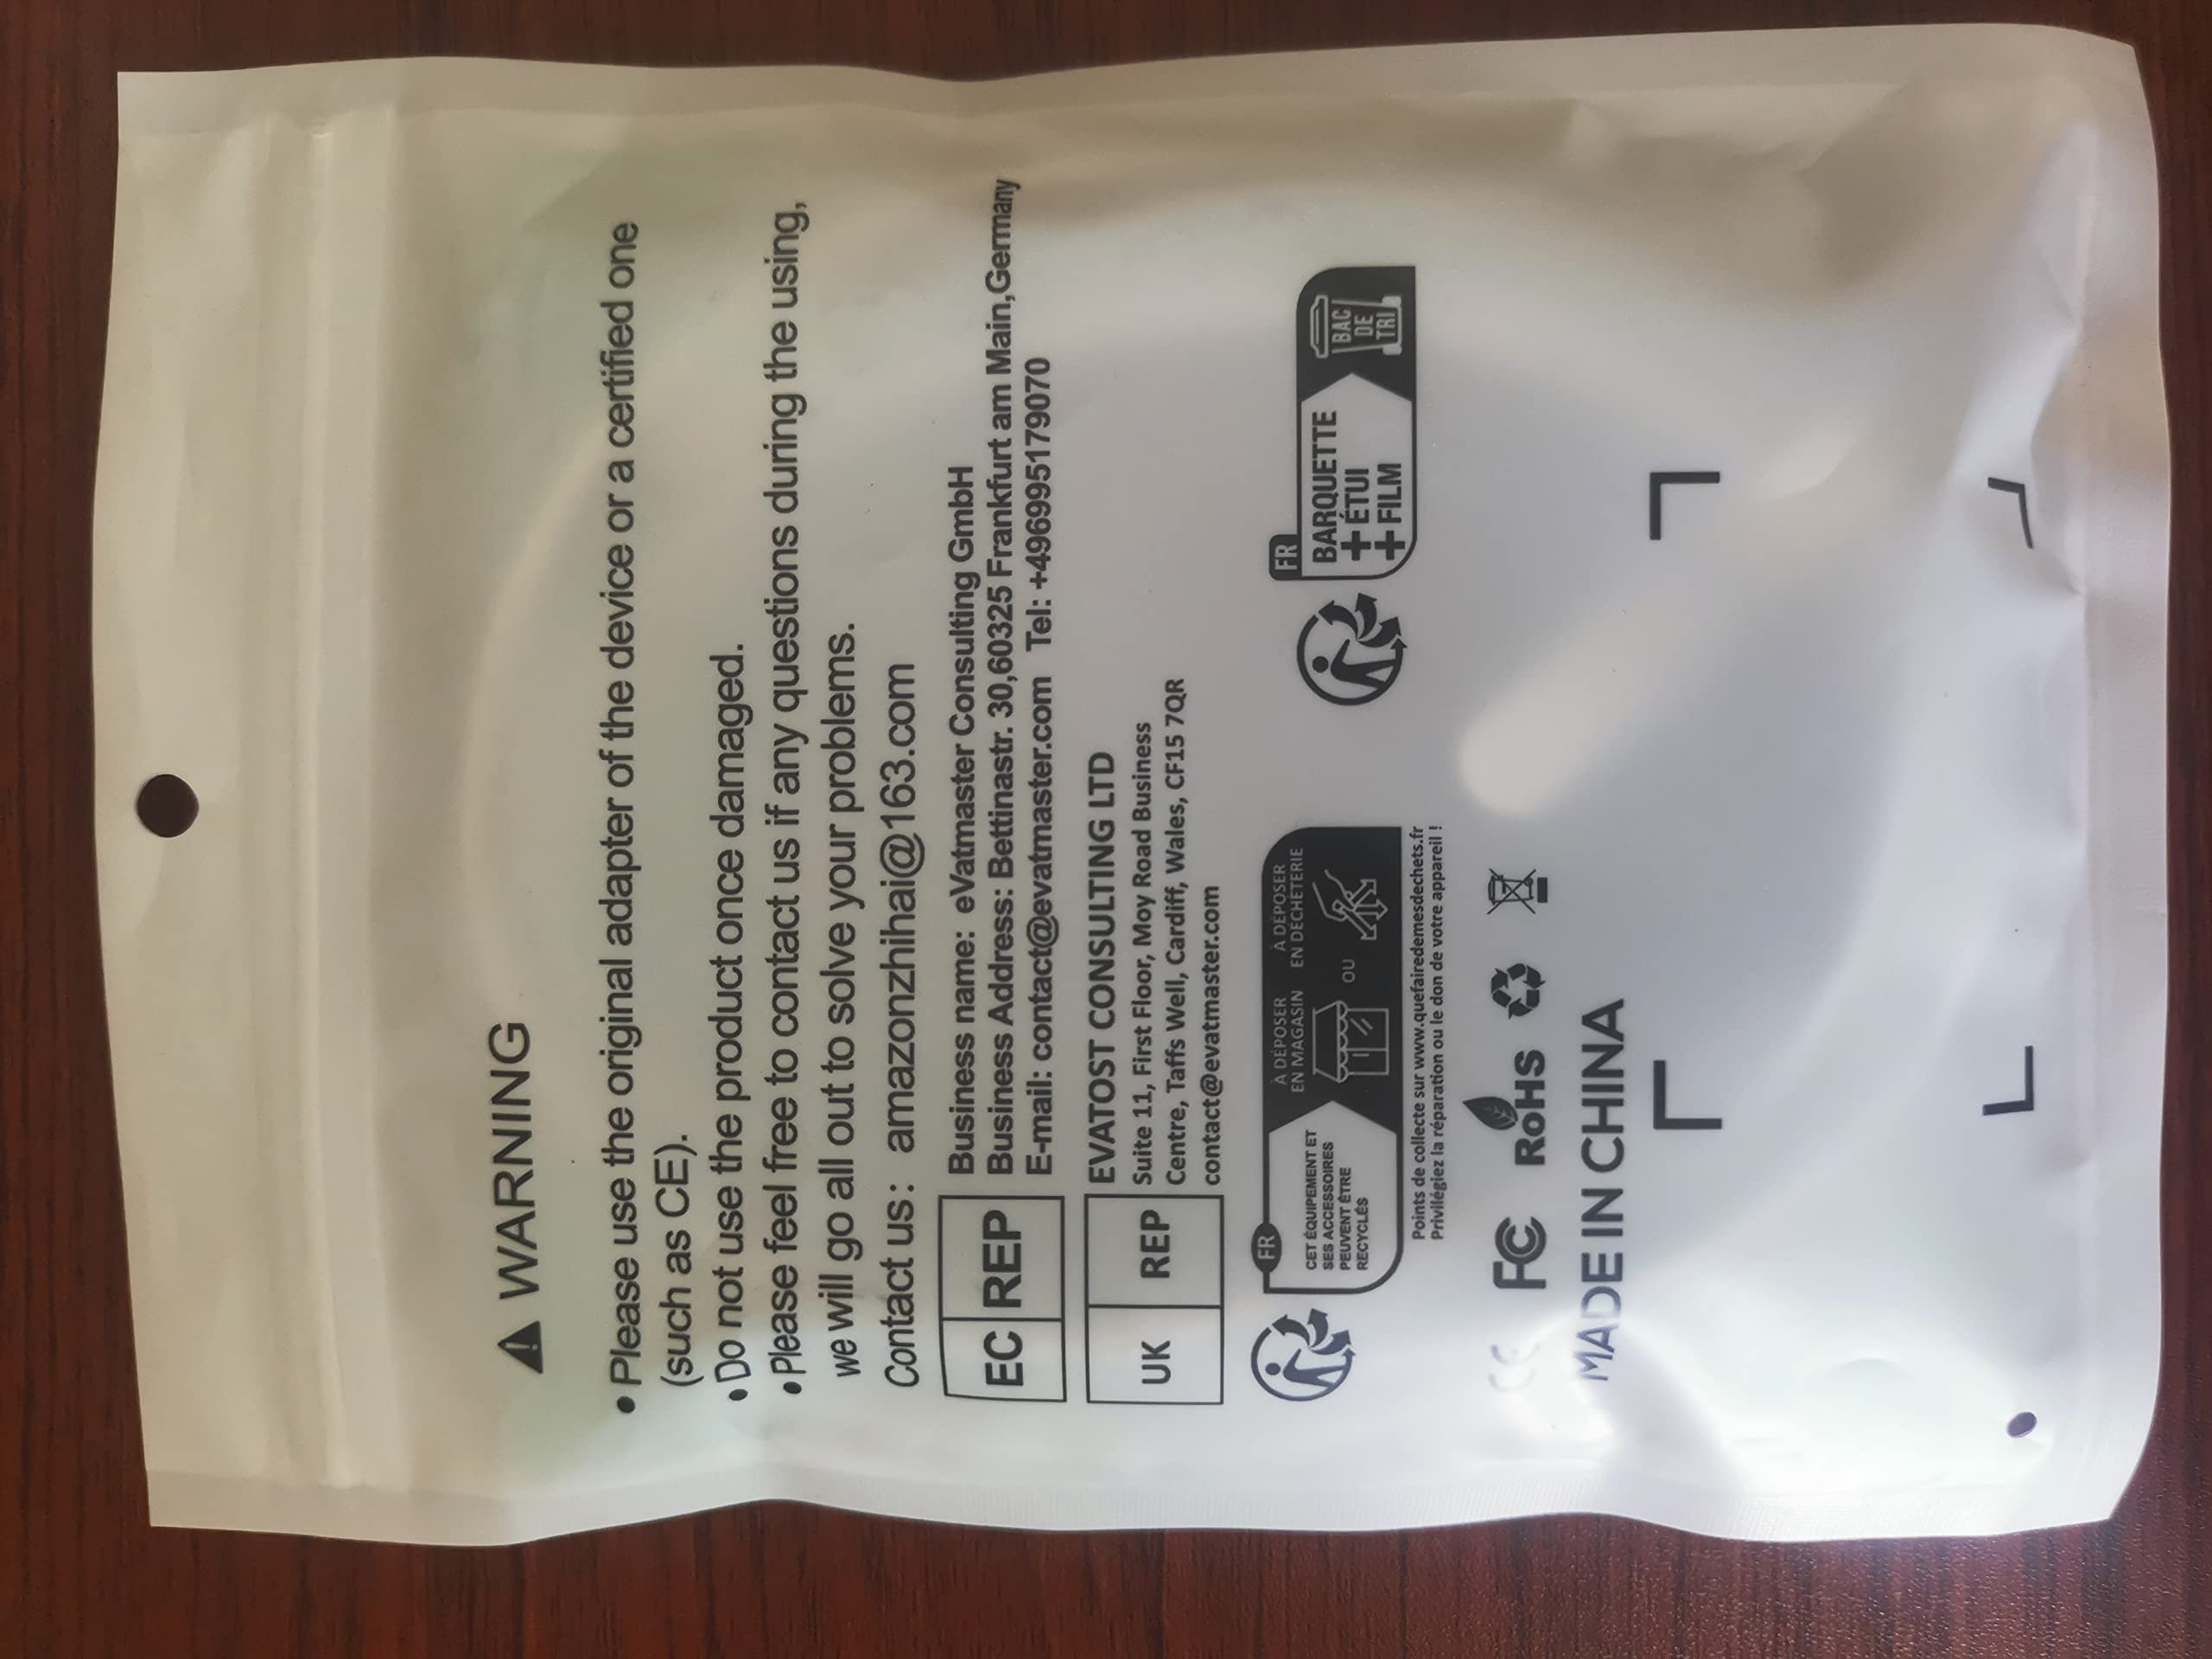 WARNING
•Please use the original adapter of the device or a certified one
(such as CE).
•Do not use the product once damaged.
•Please feel free to contact us if any questions during the using,
we will go all out to solve your problems.
Contact us: amazonzhihai@163.com
EC REP
Business name: eVatmaster Consulting GmbH
Business Address: Bettinastr. 30,60325 Frankfurt am Main,Germany
E-mail: contact@evatmaster.com Tel: +4969951 79070
UK REP
EVATOST CONSULTING LTD
Suite 11, First Floor, Moy Road Business
Centre, Taffs Well, Cardiff, Wales, CF15 7QR
contact@evatmaster.com
FR
CET ÉQUIPEMENT ET
SES ACCESSOIRES
PEUVENT ÊTRE
RECYCLÉS
À DÉPOSER
EN MAGASIN
OU
À DÉPOSER
EN DÉCHÈTERIE
Points de collecte sur www.quefairedemesdechets.fr
Privilégiez la réparation ou le don de votre appareil !
FR
BARQUETTE
+ ÉTUI
+ FILM
BAC
DE
TRI
CE FC RoHS
MADE IN CHINA